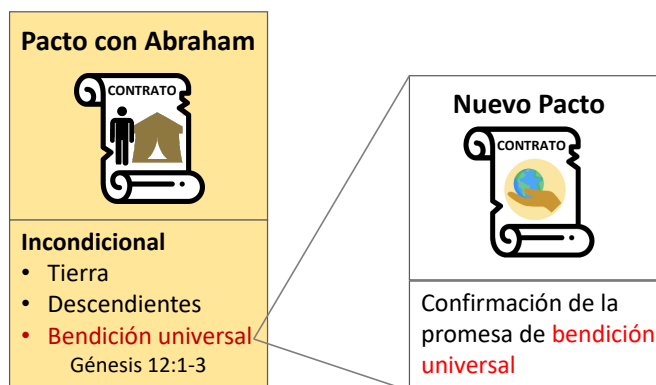 Pacto con Abraham
CONTRATO
Incondicional
• Tierra
• Descendientes
• Bendición universal
Génesis 12:1-3
Nuevo Pacto
CONTRATO
Confirmación de la
promesa de bendición
universal